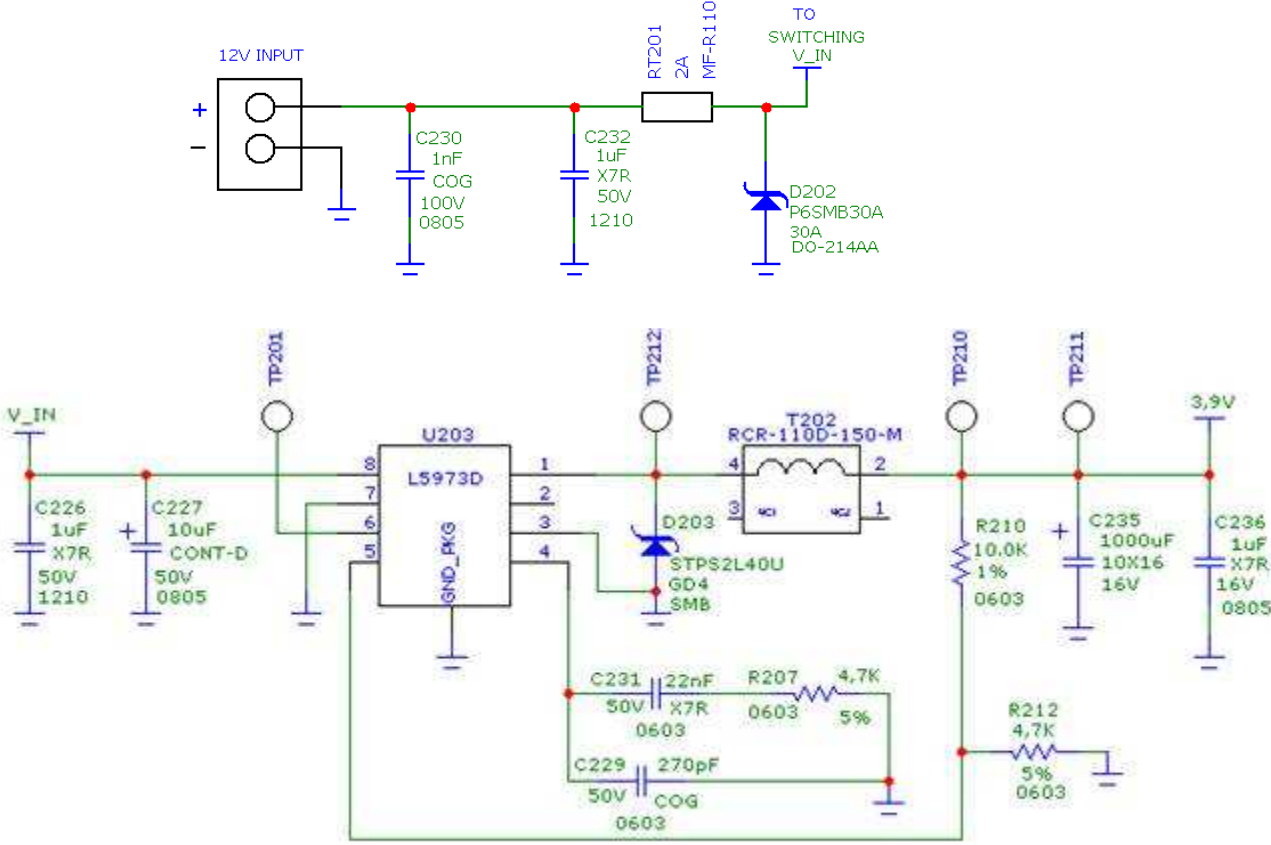 12V INPUT
+
−
C230
1nF
COG
100V
0805
C232
1uF
X7R
50V
1210
RT201
2A
MF-R110
TO
SWITCHING
V_IN
D202
P6SMB30A
30A
DO-214AA
V_IN
C226
1uF
X7R
50V
1210
+
C227
10uF
CONT-D
50V
0805
TP201
U203
L5973D
GND_PKG
8
7
6
5
1
2
3
4
TP212
D203
STPS2L40U
GD4
SMB
T202
RCR-110D-150-M
4
2
3
1
TP210
TP211
3,9V
R210
10.0K
1%
0603
+
C235
1000uF
10X16
16V
C236
1uF
X7R
16V
0805
C231
22nF
50V
X7R
0603
R207
4,7K
0603
5%
C229
270pF
50V
COG
0603
R212
4,7K
5%
0603